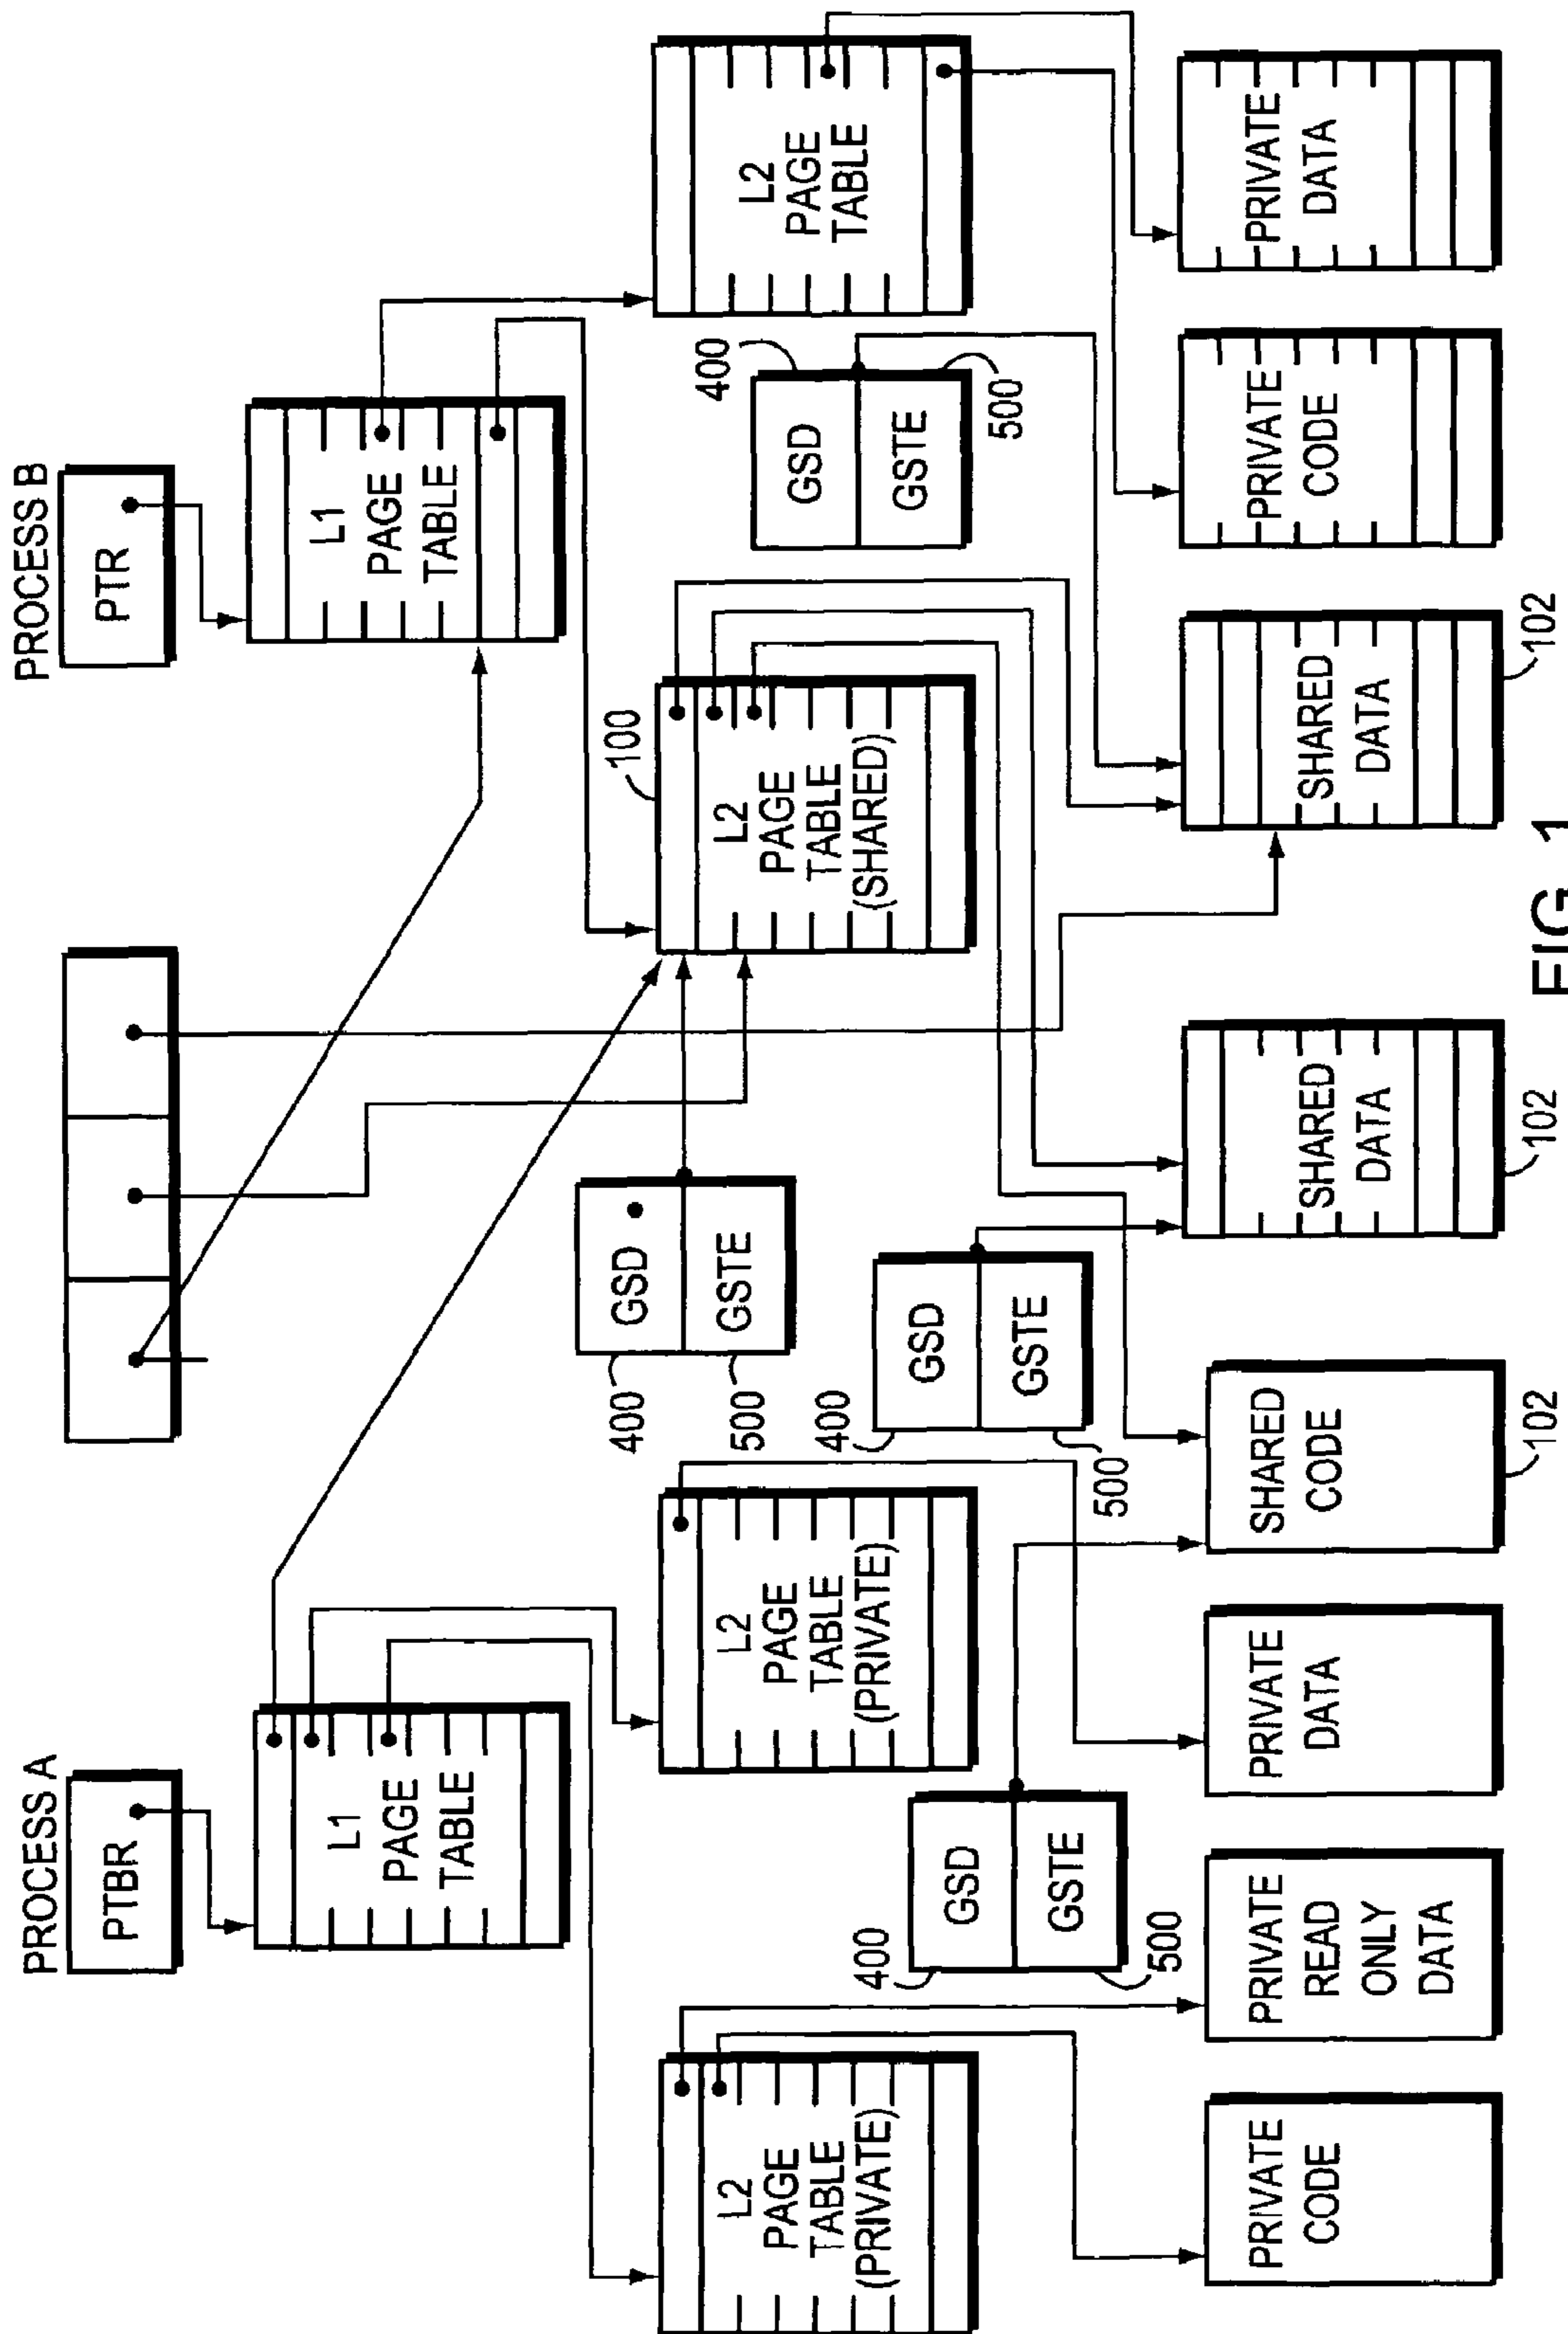 PROCESS A
PTBR
PROCESS B
PTR
L1
PAGE
TABLE
L1
PAGE
TABLE
L2
PAGE
TABLE
(PRIVATE)
L2
PAGE
TABLE
(PRIVATE)
400
500
GSD
GSTE
100
L2
PAGE
TABLE
(SHARED)
400
500
GSD
GSTE
L2
PAGE
TABLE
400
500
GSD
GSTE
400
500
GSD
GSTE
PRIVATE
CODE
PRIVATE
READ
ONLY
DATA
PRIVATE
DATA
SHARED
CODE
102
SHARED
DATA
102
SHARED
DATA
102
PRIVATE
CODE
PRIVATE
DATA
FIG. 1